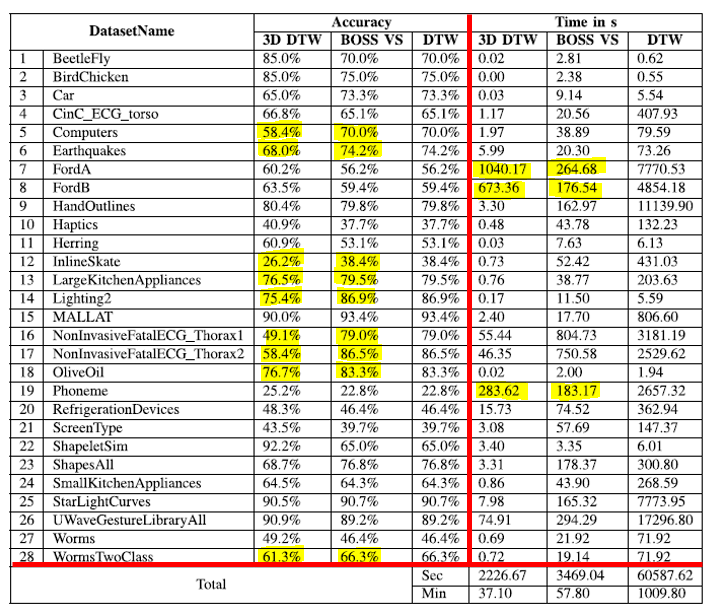 DatasetName Accuracy Time in s
3D DTW BOSS VS DTW 3D DTW BOSS VS DTW
1 BeetleFly 85.0% 70.0% 70.0% 0.02 2.81 0.62
2 BirdChicken 85.0% 75.0% 75.0% 0.00 2.38 0.55
3 Car 65.0% 73.3% 73.3% 0.03 9.14 5.54
4 CinC_ECG_torso 66.8% 65.1% 65.1% 1.17 20.56 407.93
5 Computers 58.4% 70.0% 70.0% 1.97 38.89 79.59
6 Earthquakes 68.0% 74.2% 74.2% 5.99 20.30 73.26
7 FordA 60.2% 56.2% 56.2% 1040.17 264.68 7770.53
8 FordB 63.5% 59.4% 59.4% 673.36 176.54 4854.18
9 HandOutlines 80.4% 79.8% 79.8% 3.30 162.97 11139.90
10 Haptics 40.9% 37.7% 37.7% 0.48 43.78 132.23
11 Herring 60.9% 53.1% 53.1% 0.03 7.63 6.13
12 InlineSkate 26.2% 38.4% 38.4% 0.73 52.42 431.03
13 LargeKitchenAppliances 76.5% 79.5% 79.5% 0.76 38.77 203.63
14 Lighting2 75.4% 86.9% 86.9% 0.17 11.50 5.59
15 MALLAT 90.0% 93.4% 93.4% 2.40 17.70 806.60
16 NonInvasiveFatalECG_Thorax1 49.1% 79.0% 79.0% 55.44 804.73 3181.19
17 NonInvasiveFatalECG_Thorax2 58.4% 86.5% 86.5% 46.35 750.58 2529.62
18 OliveOil 76.7% 83.3% 83.3% 0.02 2.00 1.94
19 Phoneme 25.2% 22.8% 22.8% 283.62 183.17 2657.32
20 RefrigerationDevices 48.3% 46.4% 46.4% 15.73 74.52 362.94
21 ScreenType 43.5% 39.7% 39.7% 3.08 57.69 147.37
22 ShapeletSim 92.2% 65.0% 65.0% 3.40 3.35 6.01
23 ShapesAll 68.7% 76.8% 76.8% 3.31 178.37 300.80
24 SmallKitchenAppliances 64.5% 64.3% 64.3% 0.86 43.90 268.59
25 StarLightCurves 90.5% 90.7% 90.7% 7.98 165.32 7773.95
26 UWaveGestureLibraryAll 90.9% 89.2% 89.2% 74.91 294.29 17296.80
27 Worms 49.2% 46.4% 46.4% 0.69 21.92 71.92
28 WormsTwoClass 61.3% 66.3% 66.3% 0.72 19.14 71.92
Total Sec 2226.67 3469.04 60587.62
Min 37.10 57.80 1009.80